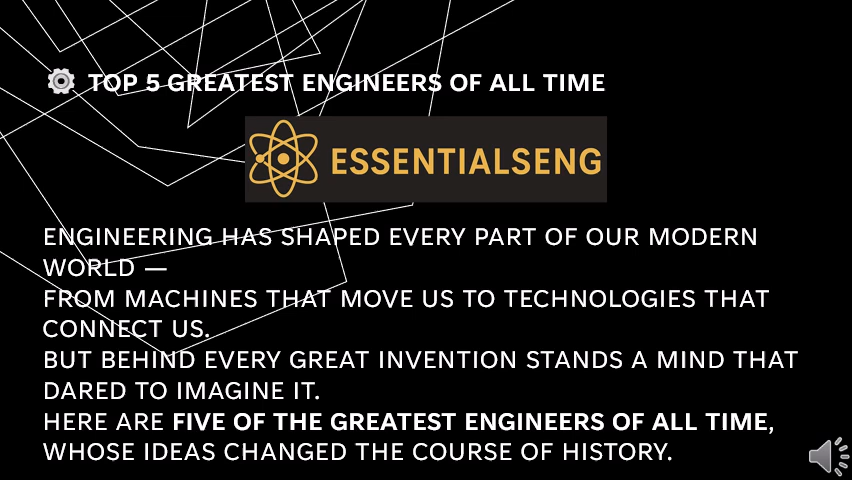 TOP 5 GREATEST ENGINEERS OF ALL TIME
ESSENTIALSENG
ENGINEERING HAS SHAPED EVERY PART OF OUR MODERN
WORLD —
FROM MACHINES THAT MOVE US TO TECHNOLOGIES THAT
CONNECT US.
BUT BEHIND EVERY GREAT INVENTION STANDS A MIND THAT
DARED TO IMAGINE IT.
HERE ARE FIVE OF THE GREATEST ENGINEERS OF ALL TIME,
WHOSE IDEAS CHANGED THE COURSE OF HISTORY.